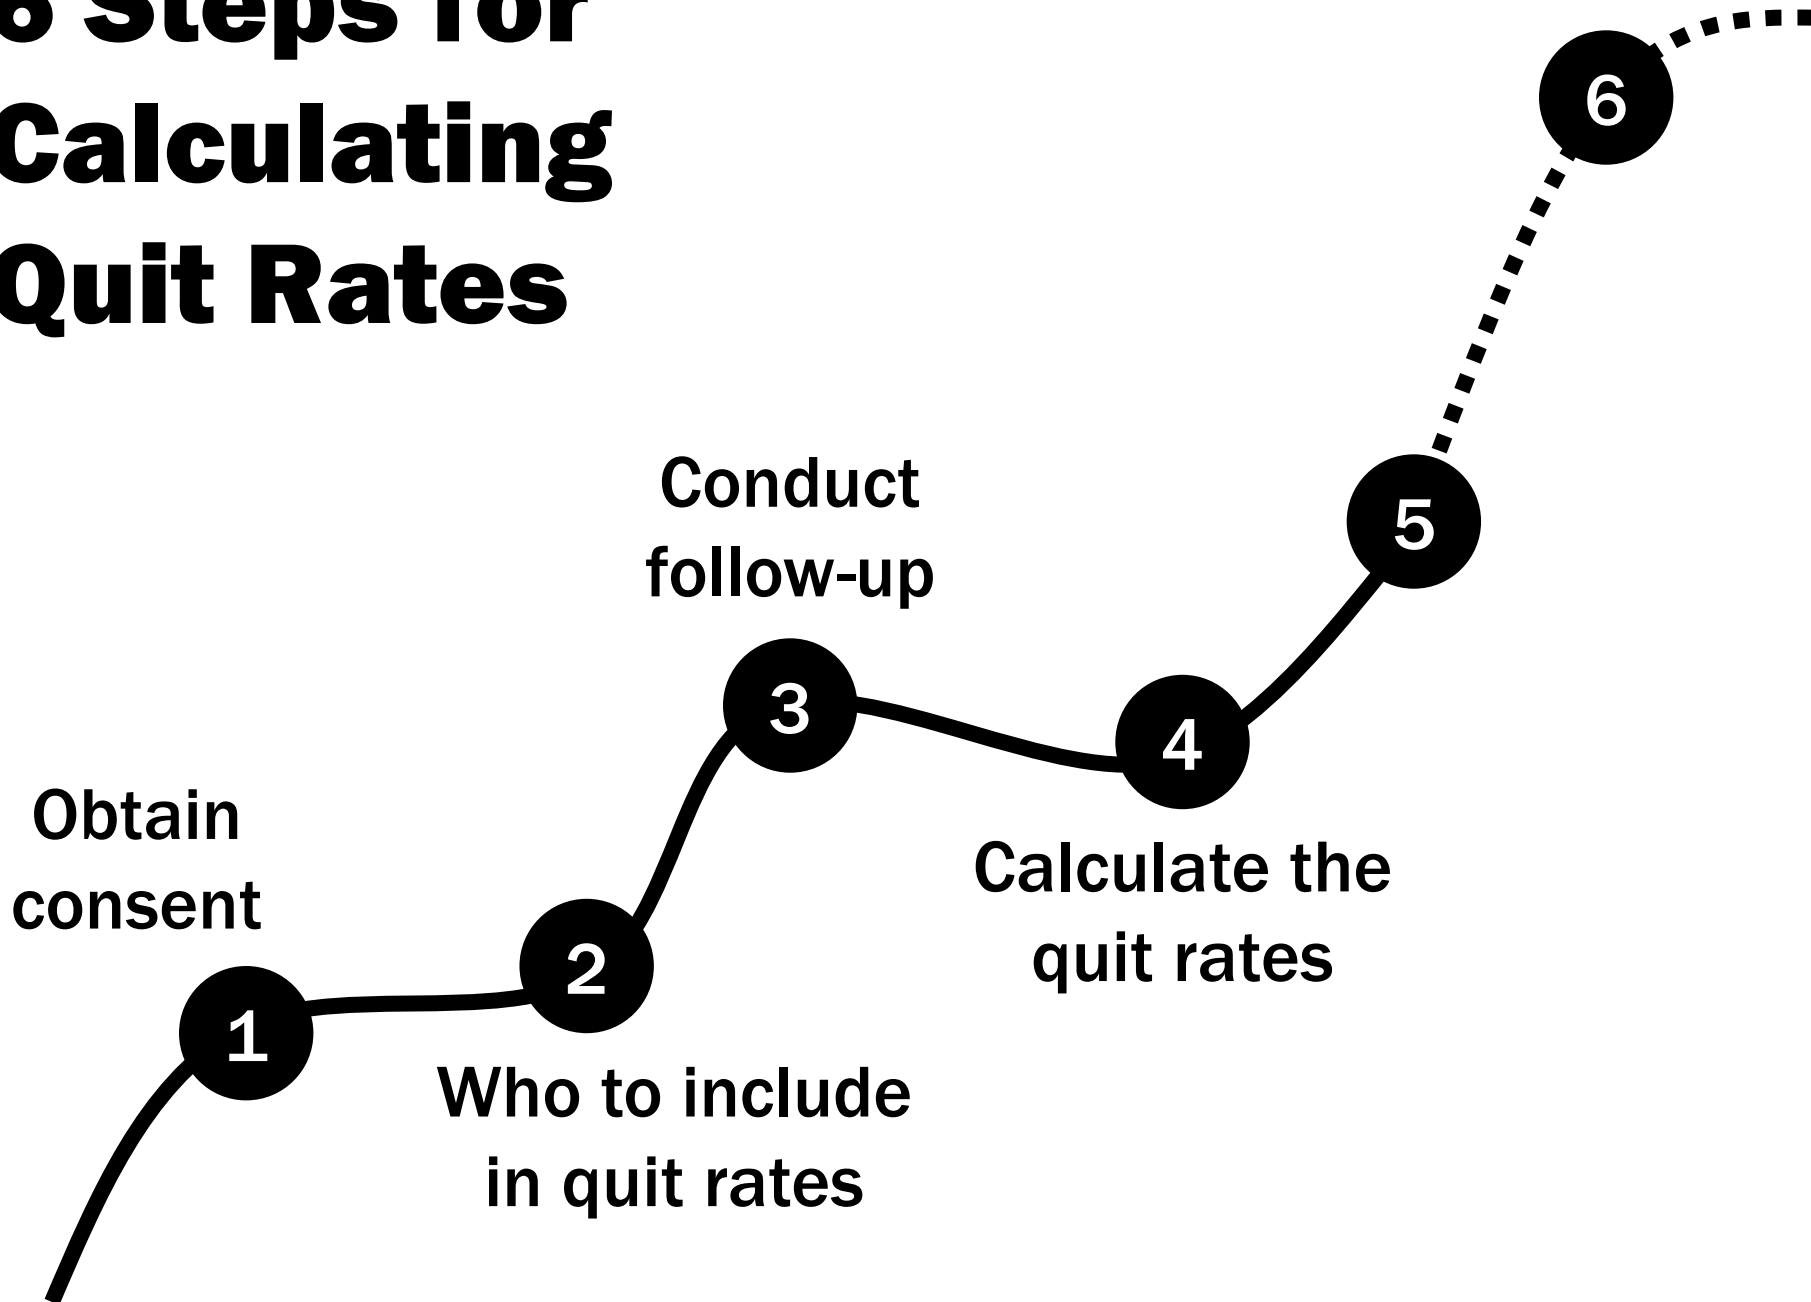 6 Steps for
Calculating
Quit Rates
6
Conduct
follow-up
5
3
4
Obtain
consent
Calculate the
quit rates
2
1
Who to include
in quit rates